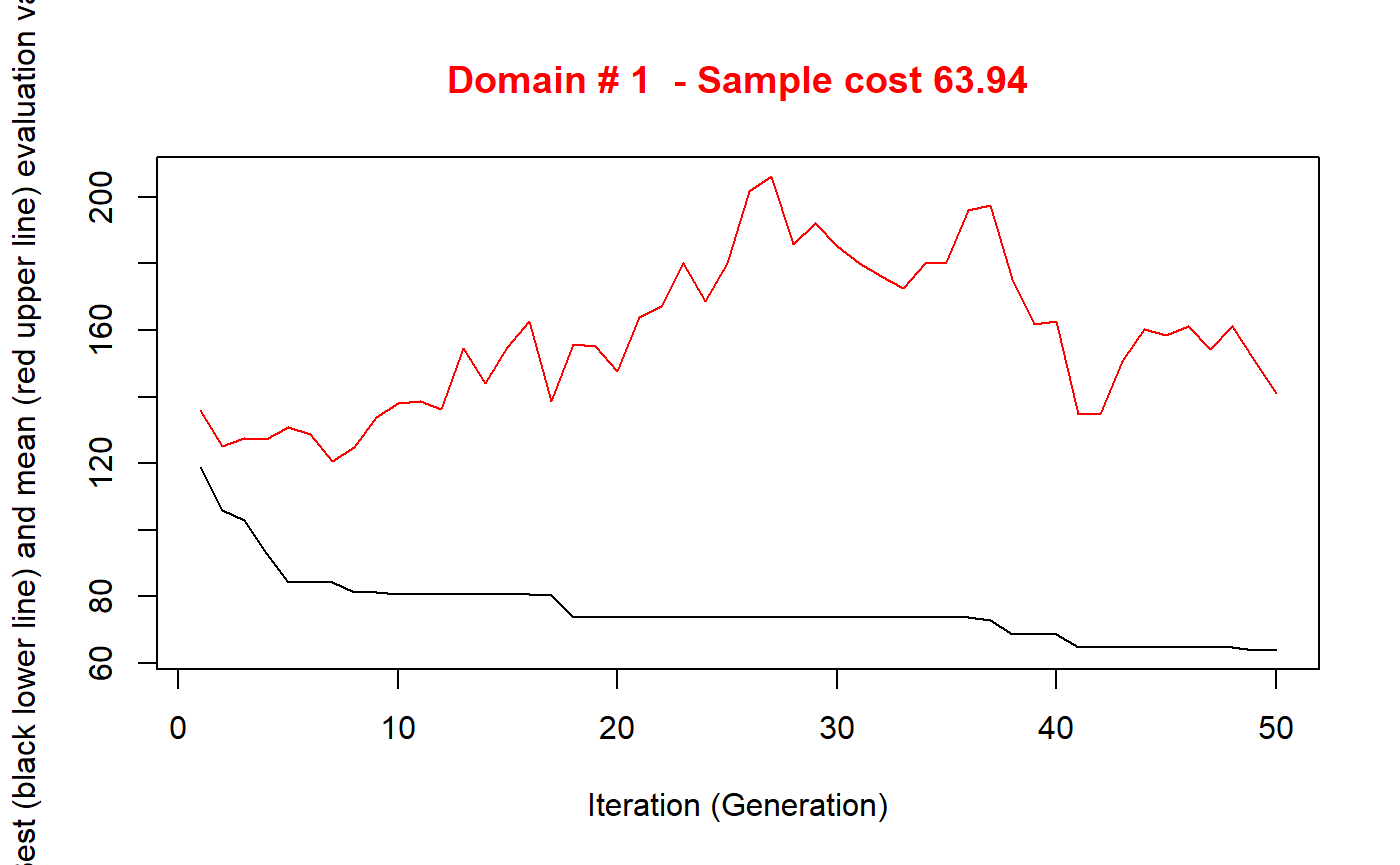 Domain # 1  - Sample cost 63.94
est (black lower line) and mean (red upper line) evaluation va
200
160
120
80
60
0 10 20 30 40 50
Iteration (Generation)